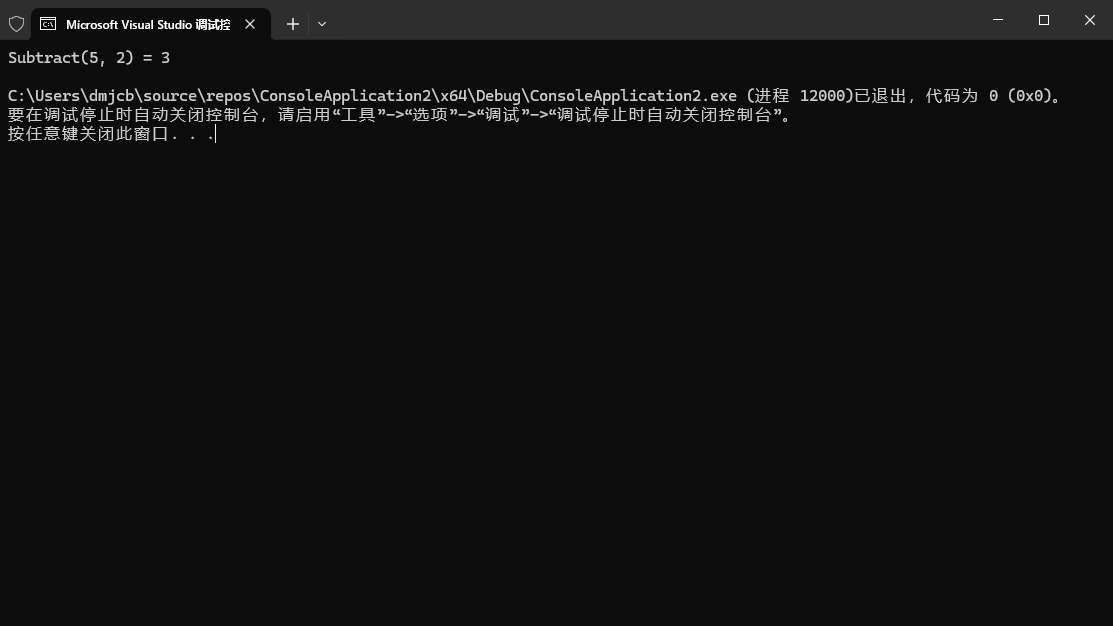 Microsoft Visual Studio 调试控
Subtract(5, 2) = 3
C:\Users\dmjcb\source\repos\ConsoleApplication2\x64\Debug\ConsoleApplication2.exe (进程 12000)已退出，代码为 0 (0x0)。
要在调试停止时自动关闭控制台，请启用“工具”->“选项”->“调试”->“调试停止时自动关闭控制台”。
按任意键关闭此窗口. . .